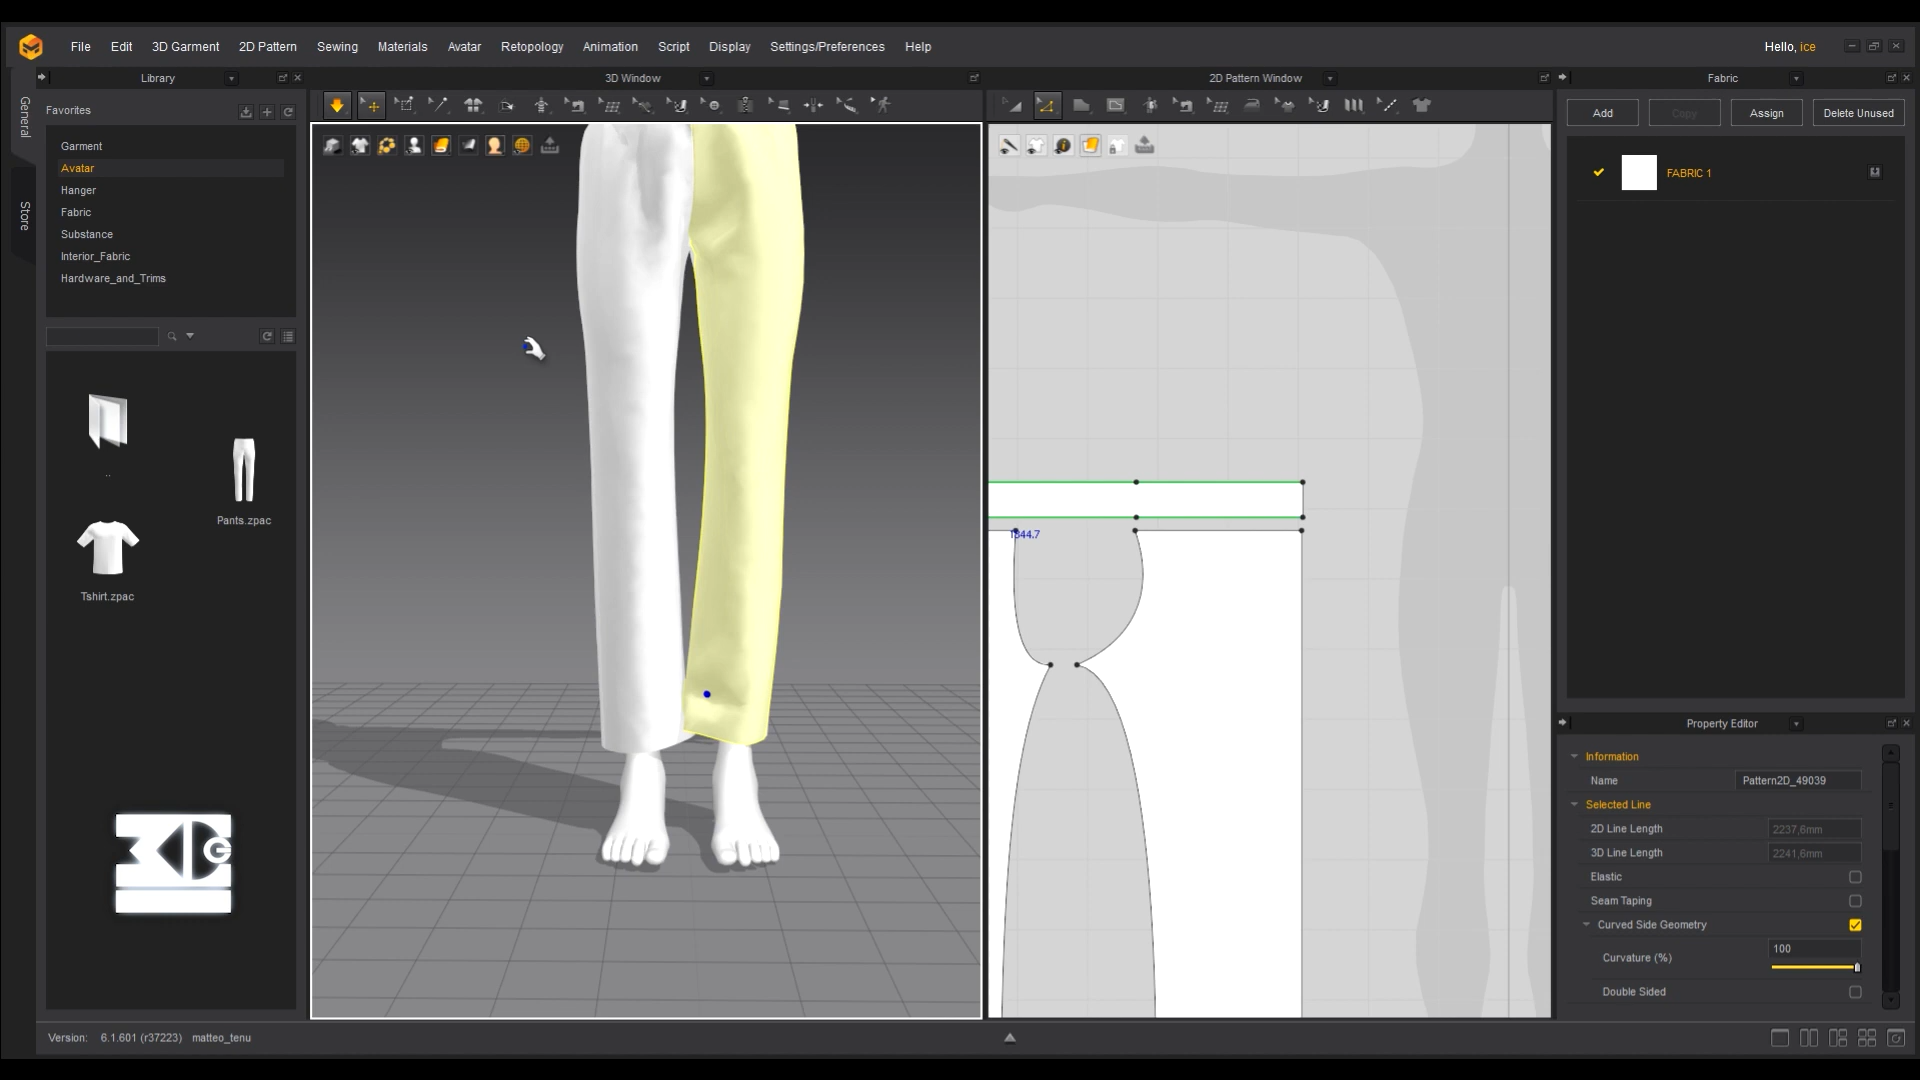 File Edit 3D Garment 2D Pattern Sewing Materials Avatar Retopology Animation Script Display Settings/Preferences Help
Hello, ice
Library
3D Window
2D Pattern Window
Fabric
General
Store
Favorites
Garment
Avatar
Hanger
Fabric
Substance
Interior_Fabric
Hardware_and_Trims
..
Pants.zpac
Tshirt.zpac
1344.7
Add Copy Assign Delete Unused
FABRIC 1
Property Editor
Information
Name Pattern2D_49039
Selected Line
2D Line Length 2237,6mm
3D Line Length 2241,6mm
Elastic
Seam Taping
Curved Side Geometry
Curvature (%) 100
Double Sided
Version: 6.1.601 (r37223) matteo_tenu